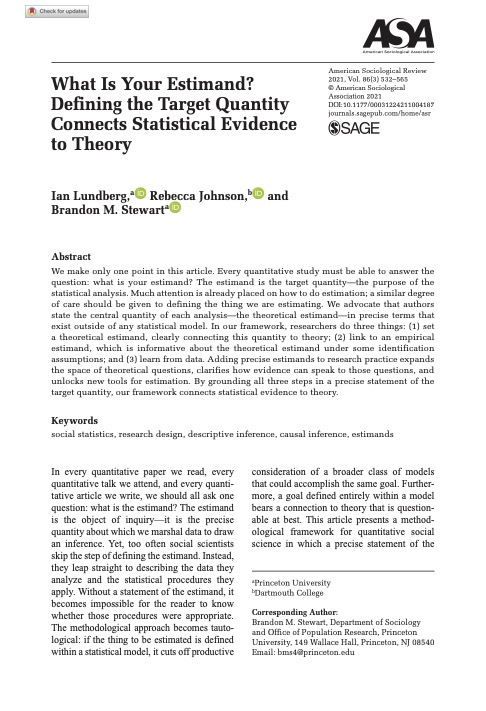 Check for updates
ASA
American Sociological Association
What Is Your Estimand?
Defining the Target Quantity
Connects Statistical Evidence
to Theory
American Sociological Review
2021, Vol. 86(3) 532–565
© American Sociological
Association 2021
DOI:10.1177/00031224211004187
journals.sagepub.com/home/asr
SAGE
Ian Lundberg,ᵃ iD Rebecca Johnson,ᵇ iD and
Brandon M. Stewartᵃ iD
Abstract
We make only one point in this article. Every quantitative study must be able to answer the
question: what is your estimand? The estimand is the target quantity—the purpose of the
statistical analysis. Much attention is already placed on how to do estimation; a similar degree
of care should be given to defining the thing we are estimating. We advocate that authors
state the central quantity of each analysis—the theoretical estimand—in precise terms that
exist outside of any statistical model. In our framework, researchers do three things: (1) set
a theoretical estimand, clearly connecting this quantity to theory; (2) link to an empirical
estimand, which is informative about the theoretical estimand under some identification
assumptions; and (3) learn from data. Adding precise estimands to research practice expands
the space of theoretical questions, clarifies how evidence can speak to those questions, and
unlocks new tools for estimation. By grounding all three steps in a precise statement of the
target quantity, our framework connects statistical evidence to theory.
Keywords
social statistics, research design, descriptive inference, causal inference, estimands
In every quantitative paper we read, every
quantitative talk we attend, and every quanti-
tative article we write, we should all ask one
question: what is the estimand? The estimand
is the object of inquiry—it is the precise
quantity about which we marshal data to draw
an inference. Yet, too often social scientists
skip the step of defining the estimand. Instead,
they leap straight to describing the data they
analyze and the statistical procedures they
apply. Without a statement of the estimand, it
becomes impossible for the reader to know
whether those procedures were appropriate.
The methodological approach becomes tauto-
logical: if the thing to be estimated is defined
within a statistical model, it cuts off productive
consideration of a broader class of models
that could accomplish the same goal. Further-
more, a goal defined entirely within a model
bears a connection to theory that is question-
able at best. This article presents a method-
ological framework for quantitative social
science in which a precise statement of the
ᵃPrinceton University
ᵇDartmouth College
Corresponding Author:
Brandon M. Stewart, Department of Sociology
and Office of Population Research, Princeton
University, 149 Wallace Hall, Princeton, NJ 08540
Email: bms4@princeton.edu